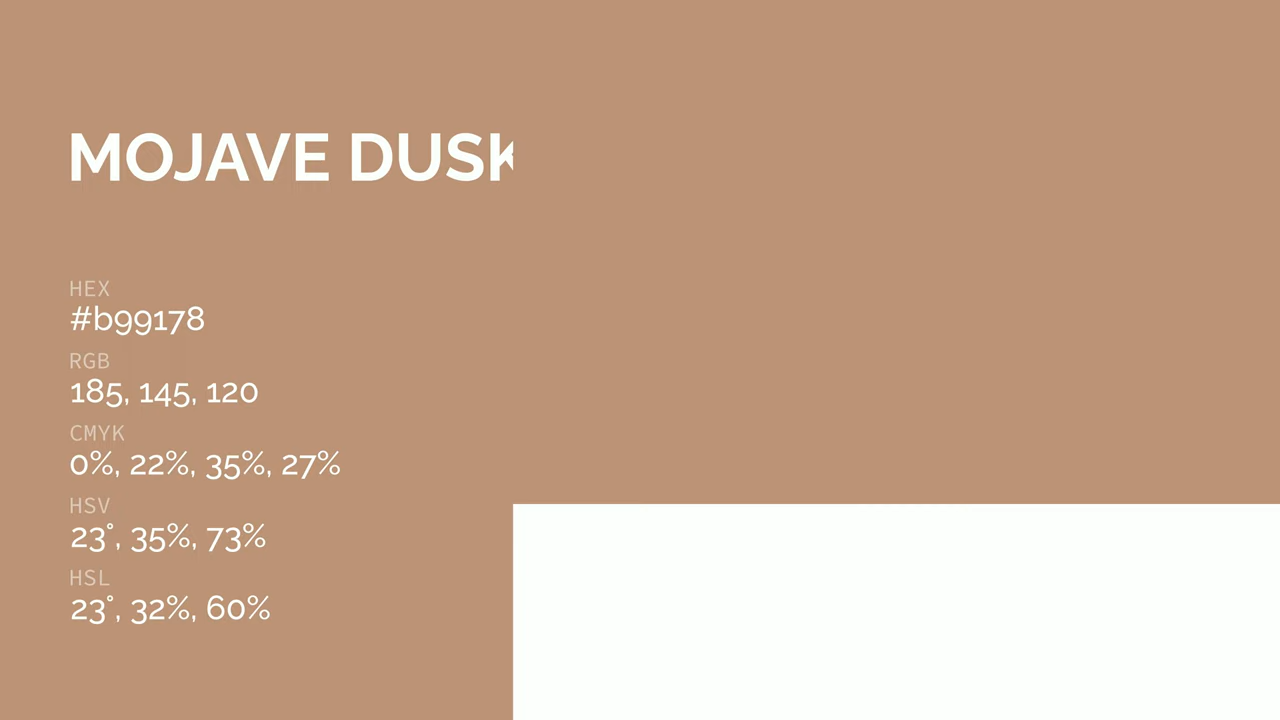 MOJAVE DUSK
HEX
#b99178
RGB
185, 145, 120
CMYK
0%, 22%, 35%, 27%
HSV
23°, 35%, 73%
HSL
23°, 32%, 60%